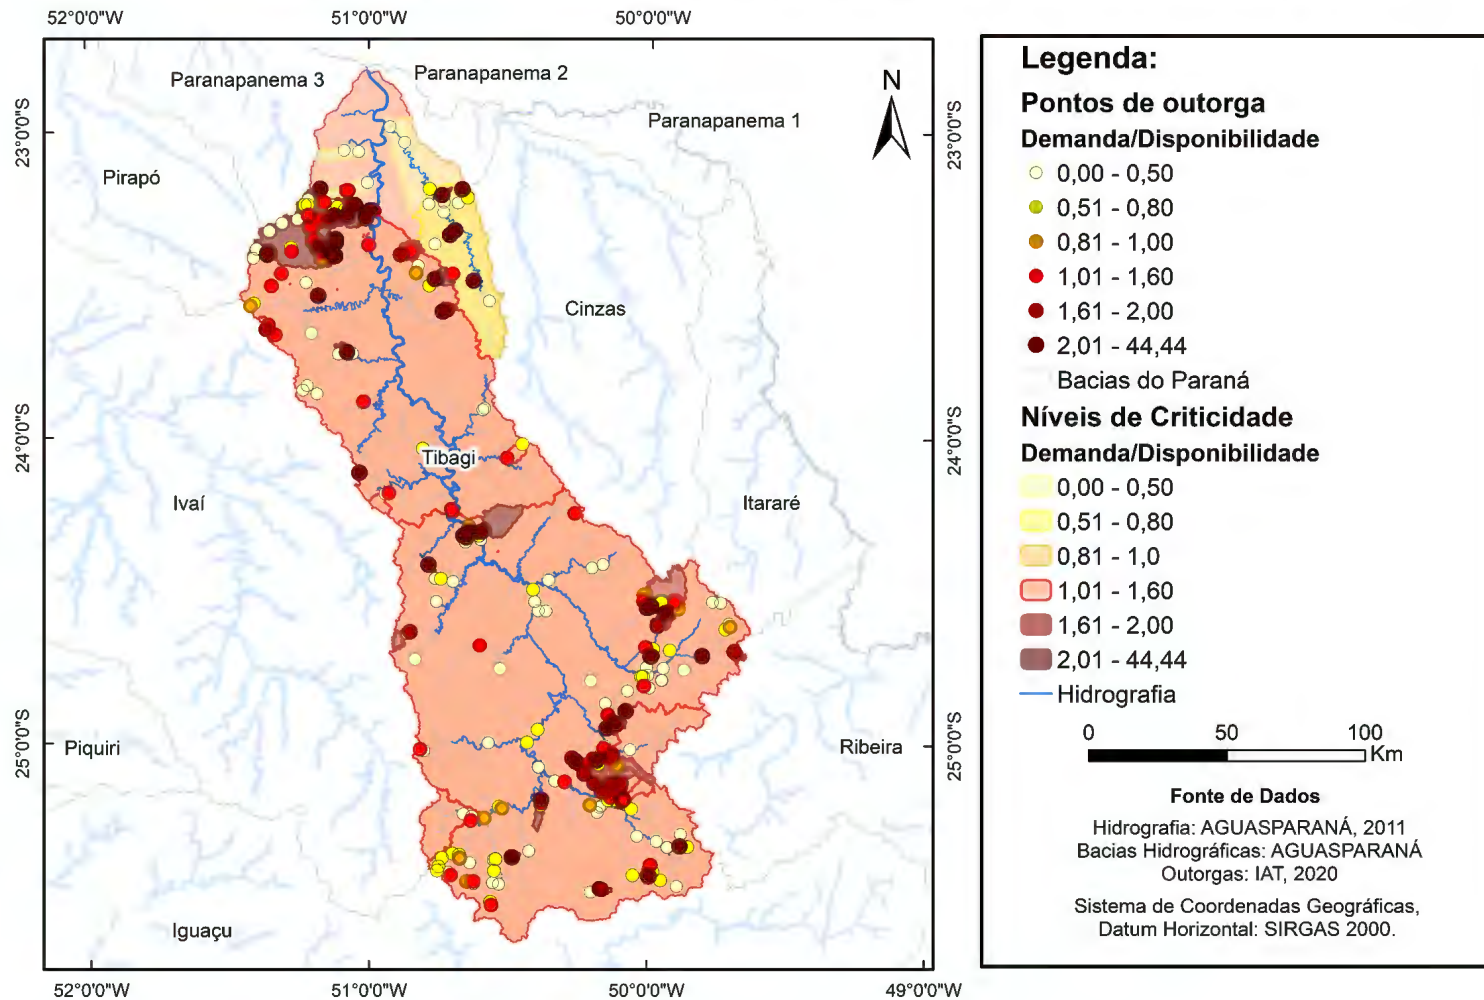 52°0'0"W 51°0'0"W 50°0'0"W
23°0'0"S
24°0'0"S
25°0'0"S
Paranapanema 3
Paranapanema 2
Paranapanema 1
N
Pirapó
Cinzas
Tibagi
Ivaí
Itararé
Piquiri
Ribeira
Iguaçu
23°0'0"S
24°0'0"S
25°0'0"S
52°0'0"W 51°0'0"W 50°0'0"W 49°0'0"W
Legenda:
Pontos de outorga
Demanda/Disponibilidade
0,00 - 0,50
0,51 - 0,80
0,81 - 1,00
1,01 - 1,60
1,61 - 2,00
2,01 - 44,44
Bacias do Paraná
Níveis de Criticidade
Demanda/Disponibilidade
0,00 - 0,50
0,51 - 0,80
0,81 - 1,0
1,01 - 1,60
1,61 - 2,00
2,01 - 44,44
Hidrografia
0 50 100
Km
Fonte de Dados
Hidrografia: AGUASPARANÁ, 2011
Bacias Hidrográficas: AGUASPARANÁ
Outorgas: IAT, 2020
Sistema de Coordenadas Geográficas,
Datum Horizontal: SIRGAS 2000.